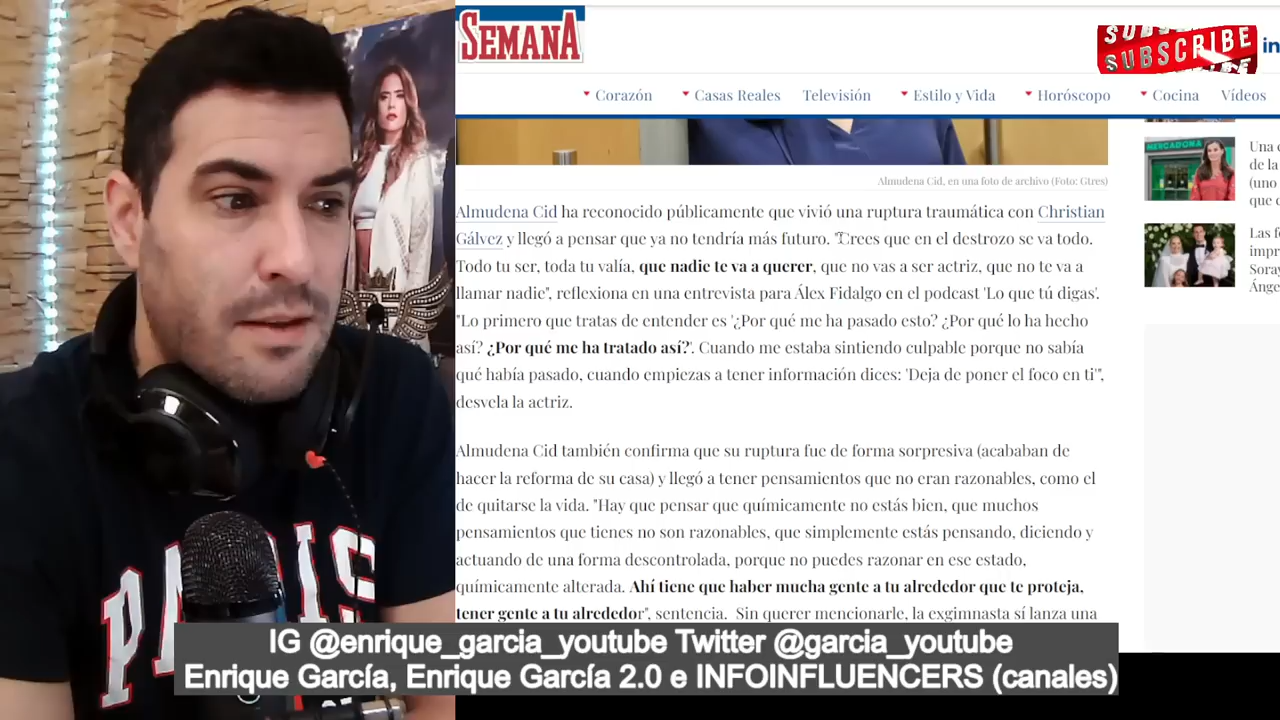 SEMANA
SUBSCRIBE
in
Corazón
Casas Reales
Televisión
Estilo y Vida
Horóscopo
Cocina
Vídeos
MERCADONA
Una
de la
(uno
que
Almudena Cid, en una foto de archivo (Foto: Gtres)
Almudena Cid ha reconocido públicamente que vivió una ruptura traumática con Christian
Gálvez y llegó a pensar que ya no tendría más futuro. "Crees que en el destrozo se va todo.
Todo tu ser, toda tu valía, que nadie te va a querer, que no vas a ser actriz, que no te va a
llamar nadie", reflexiona en una entrevista para Álex Fidalgo en el podcast 'Lo que tú digas'.
"Lo primero que tratas de entender es '¿Por qué me ha pasado esto? ¿Por qué lo ha hecho
así? ¿Por qué me ha tratado así?'. Cuando me estaba sintiendo culpable porque no sabía
qué había pasado, cuando empiezas a tener información dices: 'Deja de poner el foco en ti'",
desvela la actriz.
Las
impr
Soray
Ánge
Almudena Cid también confirma que su ruptura fue de forma sorpresiva (acababan de
hacer la reforma de su casa) y llegó a tener pensamientos que no eran razonables, como el
de quitarse la vida. "Hay que pensar que químicamente no estás bien, que muchos
pensamientos que tienes no son razonables, que simplemente estás pensando, diciendo y
actuando de una forma descontrolada, porque no puedes razonar en ese estado,
químicamente alterada. Ahí tiene que haber mucha gente a tu alrededor que te proteja,
tener gente a tu alrededor", sentencia. Sin querer mencionarle, la exgimnasta sí lanza una
PARIS
IG @enrique_garcia_youtube Twitter @garcia_youtube
Enrique García, Enrique García 2.0 e INFOINFLUENCERS (canales)